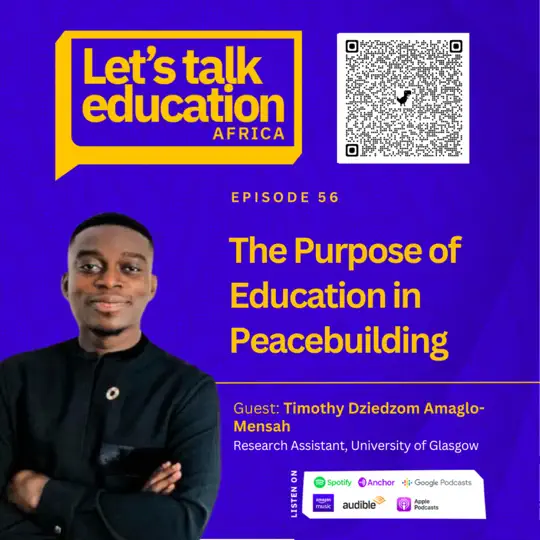 Let's talk
education
AFRICA
EPISODE 56
The Purpose of
Education in
Peacebuilding
Guest: Timothy Dziedzom Amaglo-
Mensah
Research Assistant, University of Glasgow
LISTEN ON
Spotify Anchor Google Podcasts
amazon music audible Apple Podcasts